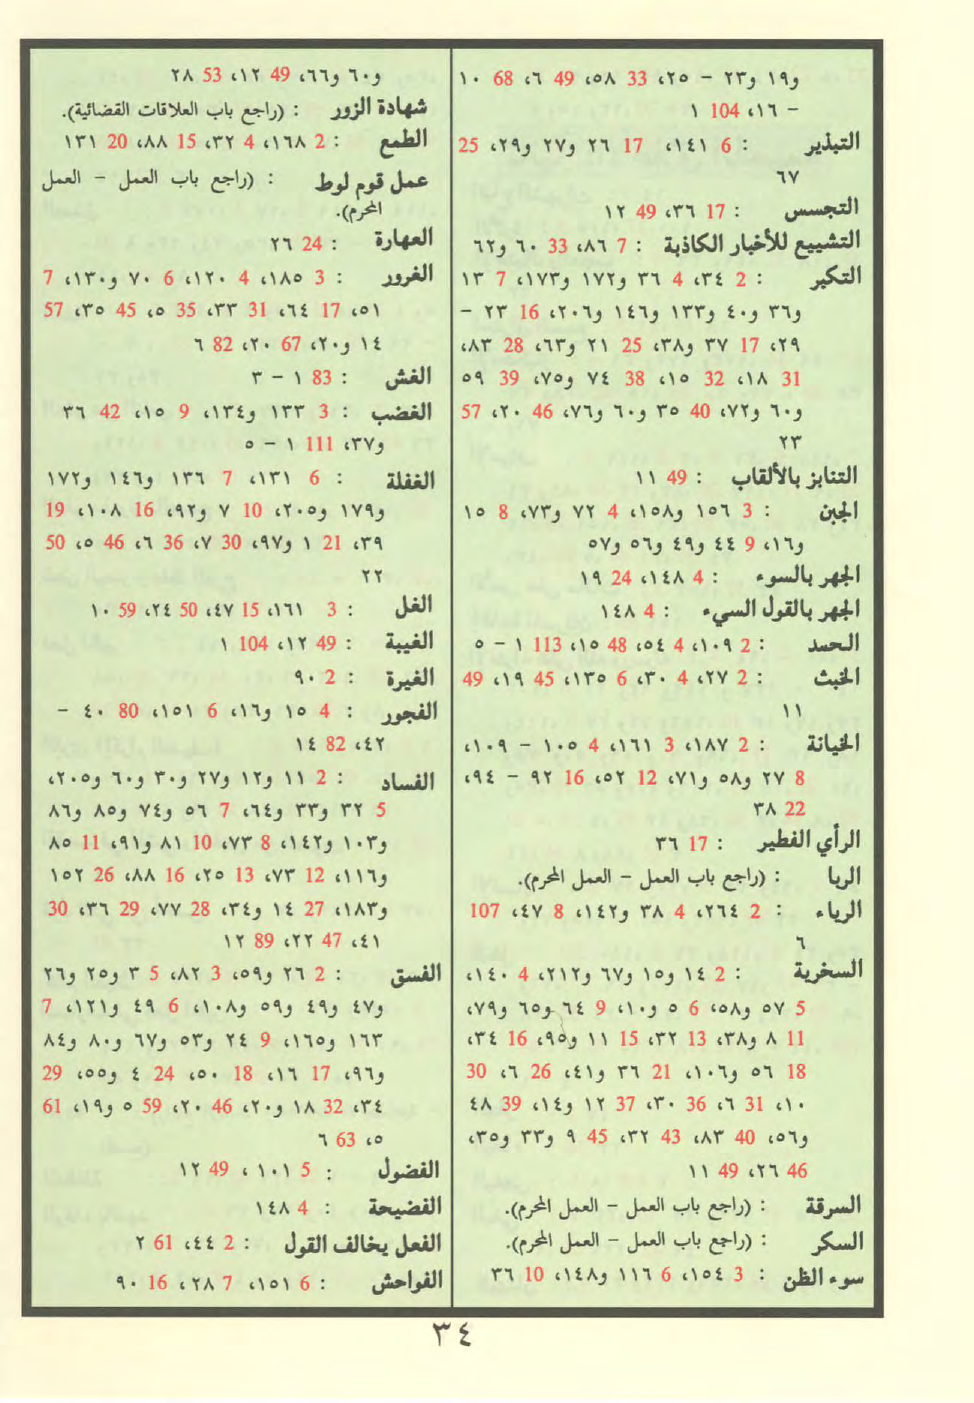 و١٩ و٢٣ – ٢٥، 33 ٥٨، 49 ٦، 68 ١٠
– ١٦، 104 ١
التبذير : 6 ١٤١، 17 ٢٦ و٢٧ و٢٩، 25
٦٧
التجسس : 17 ٣٦، 49 ١٢
التشييع للأخبار الكاذبة : 7 ٨٦، 33 ٦٠ و٦٢
التكبر : 2 ٣٤، 4 ٣٦ و١٧٢ و١٧٣، 7 ١٣
و٣٦ و٤٠ و١٣٣ و١٤٦ و٢٠٦، 16 ٢٣ –
٢٩، 17 ٣٧ و٣٨، 25 ٢١ و٦٣، 28 ٨٣،
31 ١٨، 32 ١٥، 38 ٧٤ و٧٥، 39 ٥٩
و٦٠ و٧٢، 40 ٣٥ و٦٠ و٧٦، 46 ٢٠، 57
٢٣
التنابز بالألقاب : 49 ١١
الجبن : 3 ١٥٦ و١٥٨، 4 ٧٢ و٧٣، 8 ١٥
و١٦، 9 ٤٤ و٤٩ و٥٦ و٥٧
الجهر بالسوء : 4 ١٤٨، 24 ١٩
الجهر بالقول السيء : 4 ١٤٨
الحسد : 2 ١٠٩، 4 ٥٤، 48 ١٥، 113 ١ – ٥
الخبث : 2 ٢٧، 4 ٣٠، 6 ١٣٥، 45 ١٩، 49
١١
الخيانة : 2 ١٨٧، 3 ١٦١، 4 ١٠٥ – ١٠٩،
8 ٢٧ و٥٨ و٧١، 12 ٥٢، 16 ٩٢ – ٩٤،
22 ٣٨
الرأي الفطير : 17 ٣٦
الربا : (راجع باب العمل – العمل المحرم).
الرياء : 2 ٢٦٤، 4 ٣٨ و١٤٢، 8 ٤٧، 107
٦
السخرية : 2 ١٤ و١٥ و٦٧ و٢١٢، 4 ١٤٠،
5 ٥٧ و٥٨، 6 ٥ و١٠، 9 ٦٤ و٦٥ و٧٩،
11 ٨ و٣٨، 13 ٣٢، 15 ١١ و٩٥، 16 ٣٤،
18 ٥٦ و١٠٦، 21 ٣٦ و٤١، 26 ٦، 30
١٠، 31 ٦، 36 ٣٠، 37 ١٢ و١٤، 39 ٤٨
و٥٦، 40 ٨٣، 43 ٣٢، 45 ٩ و٣٣ و٣٥،
46 ٢٦، 49 ١١
السرقة : (راجع باب العمل – العمل المحرم).
السكر : (راجع باب العمل – العمل المحرم).
سوء الظن : 3 ١٥٤، 6 ١١٦ و١٤٨، 10 ٣٦
و٦٠ و٦٦، 49 ١٢، 53 ٢٨
شهادة الزور : (راجع باب العلاقات القضائية).
الطمع : 2 ١٦٨، 4 ٣٢، 15 ٨٨، 20 ١٣١
عمل قوم لوط : (راجع باب العمل – العمل
المحرم).
العهارة : 24 ٢٦
الغرور : 3 ١٨٥، 4 ١٢٠، 6 ٧٠ و١٣٠، 7
٥١، 17 ٦٤، 31 ٣٣، 35 ٥، 45 ٣٥، 57
١٤ و٢٠، 67 ٢٠، 82 ٦
الغش : 83 ١ – ٣
الغضب : 3 ١٣٣ و١٣٤، 9 ١٥، 42 ٣٦
و٣٧، 111 ١ – ٥
الغفلة : 6 ١٣١، 7 ١٣٦ و١٤٦ و١٧٢
و١٧٩ و٢٠٥، 10 ٧ و٩٢، 16 ١٠٨، 19
٣٩، 21 ١ و٩٧، 30 ٧، 36 ٦، 46 ٥، 50
٢٢
الغل : 3 ١٦١، 15 ٤٧، 50 ٢٤، 59 ١٠
الغيبة : 49 ١٢، 104 ١
الغيرة : 2 ٩٠
الفجور : 4 ١٥ و١٦، 6 ١٥١، 80 ٤٠ –
٤٢، 82 ١٤
الفساد : 2 ١١ و١٢ و٢٧ و٣٠ و٦٠ و٢٠٥،
5 ٣٢ و٣٣ و٦٤، 7 ٥٦ و٧٤ و٨٥ و٨٦
و١٠٣ و١٤٢، 8 ٧٣، 10 ٨١ و٩١، 11 ٨٥
و١١٦، 12 ٧٣، 13 ٢٥، 16 ٨٨، 26 ١٥٢
و١٨٣، 27 ١٤ و٣٤، 28 ٧٧، 29 ٣٦، 30
٤١، 47 ٢٢، 89 ١٢
الفسق : 2 ٢٦ و٥٩، 3 ٨٢، 5 ٣ و٢٥ و٢٦
و٤٧ و٤٩ و٥٩ و١٠٨، 6 ٤٩ و١٢١، 7
١٦٣ و١٦٥، 9 ٢٤ و٥٣ و٦٧ و٨٠ و٨٤
و٩٦، 17 ١٦، 18 ٥٠، 24 ٤ و٥٥، 29
٣٤، 32 ١٨ و٢٠، 46 ٢٠، 59 ٥ و١٩، 61
٥، 63 ٦
الفضول : 5 ١٠١، 49 ١٢
الفضيحة : 4 ١٤٨
الفعل يخالف القول : 2 ٤٤، 61 ٢
الفواحش : 6 ١٥١، 7 ٢٨، 16 ٩٠
٣٤